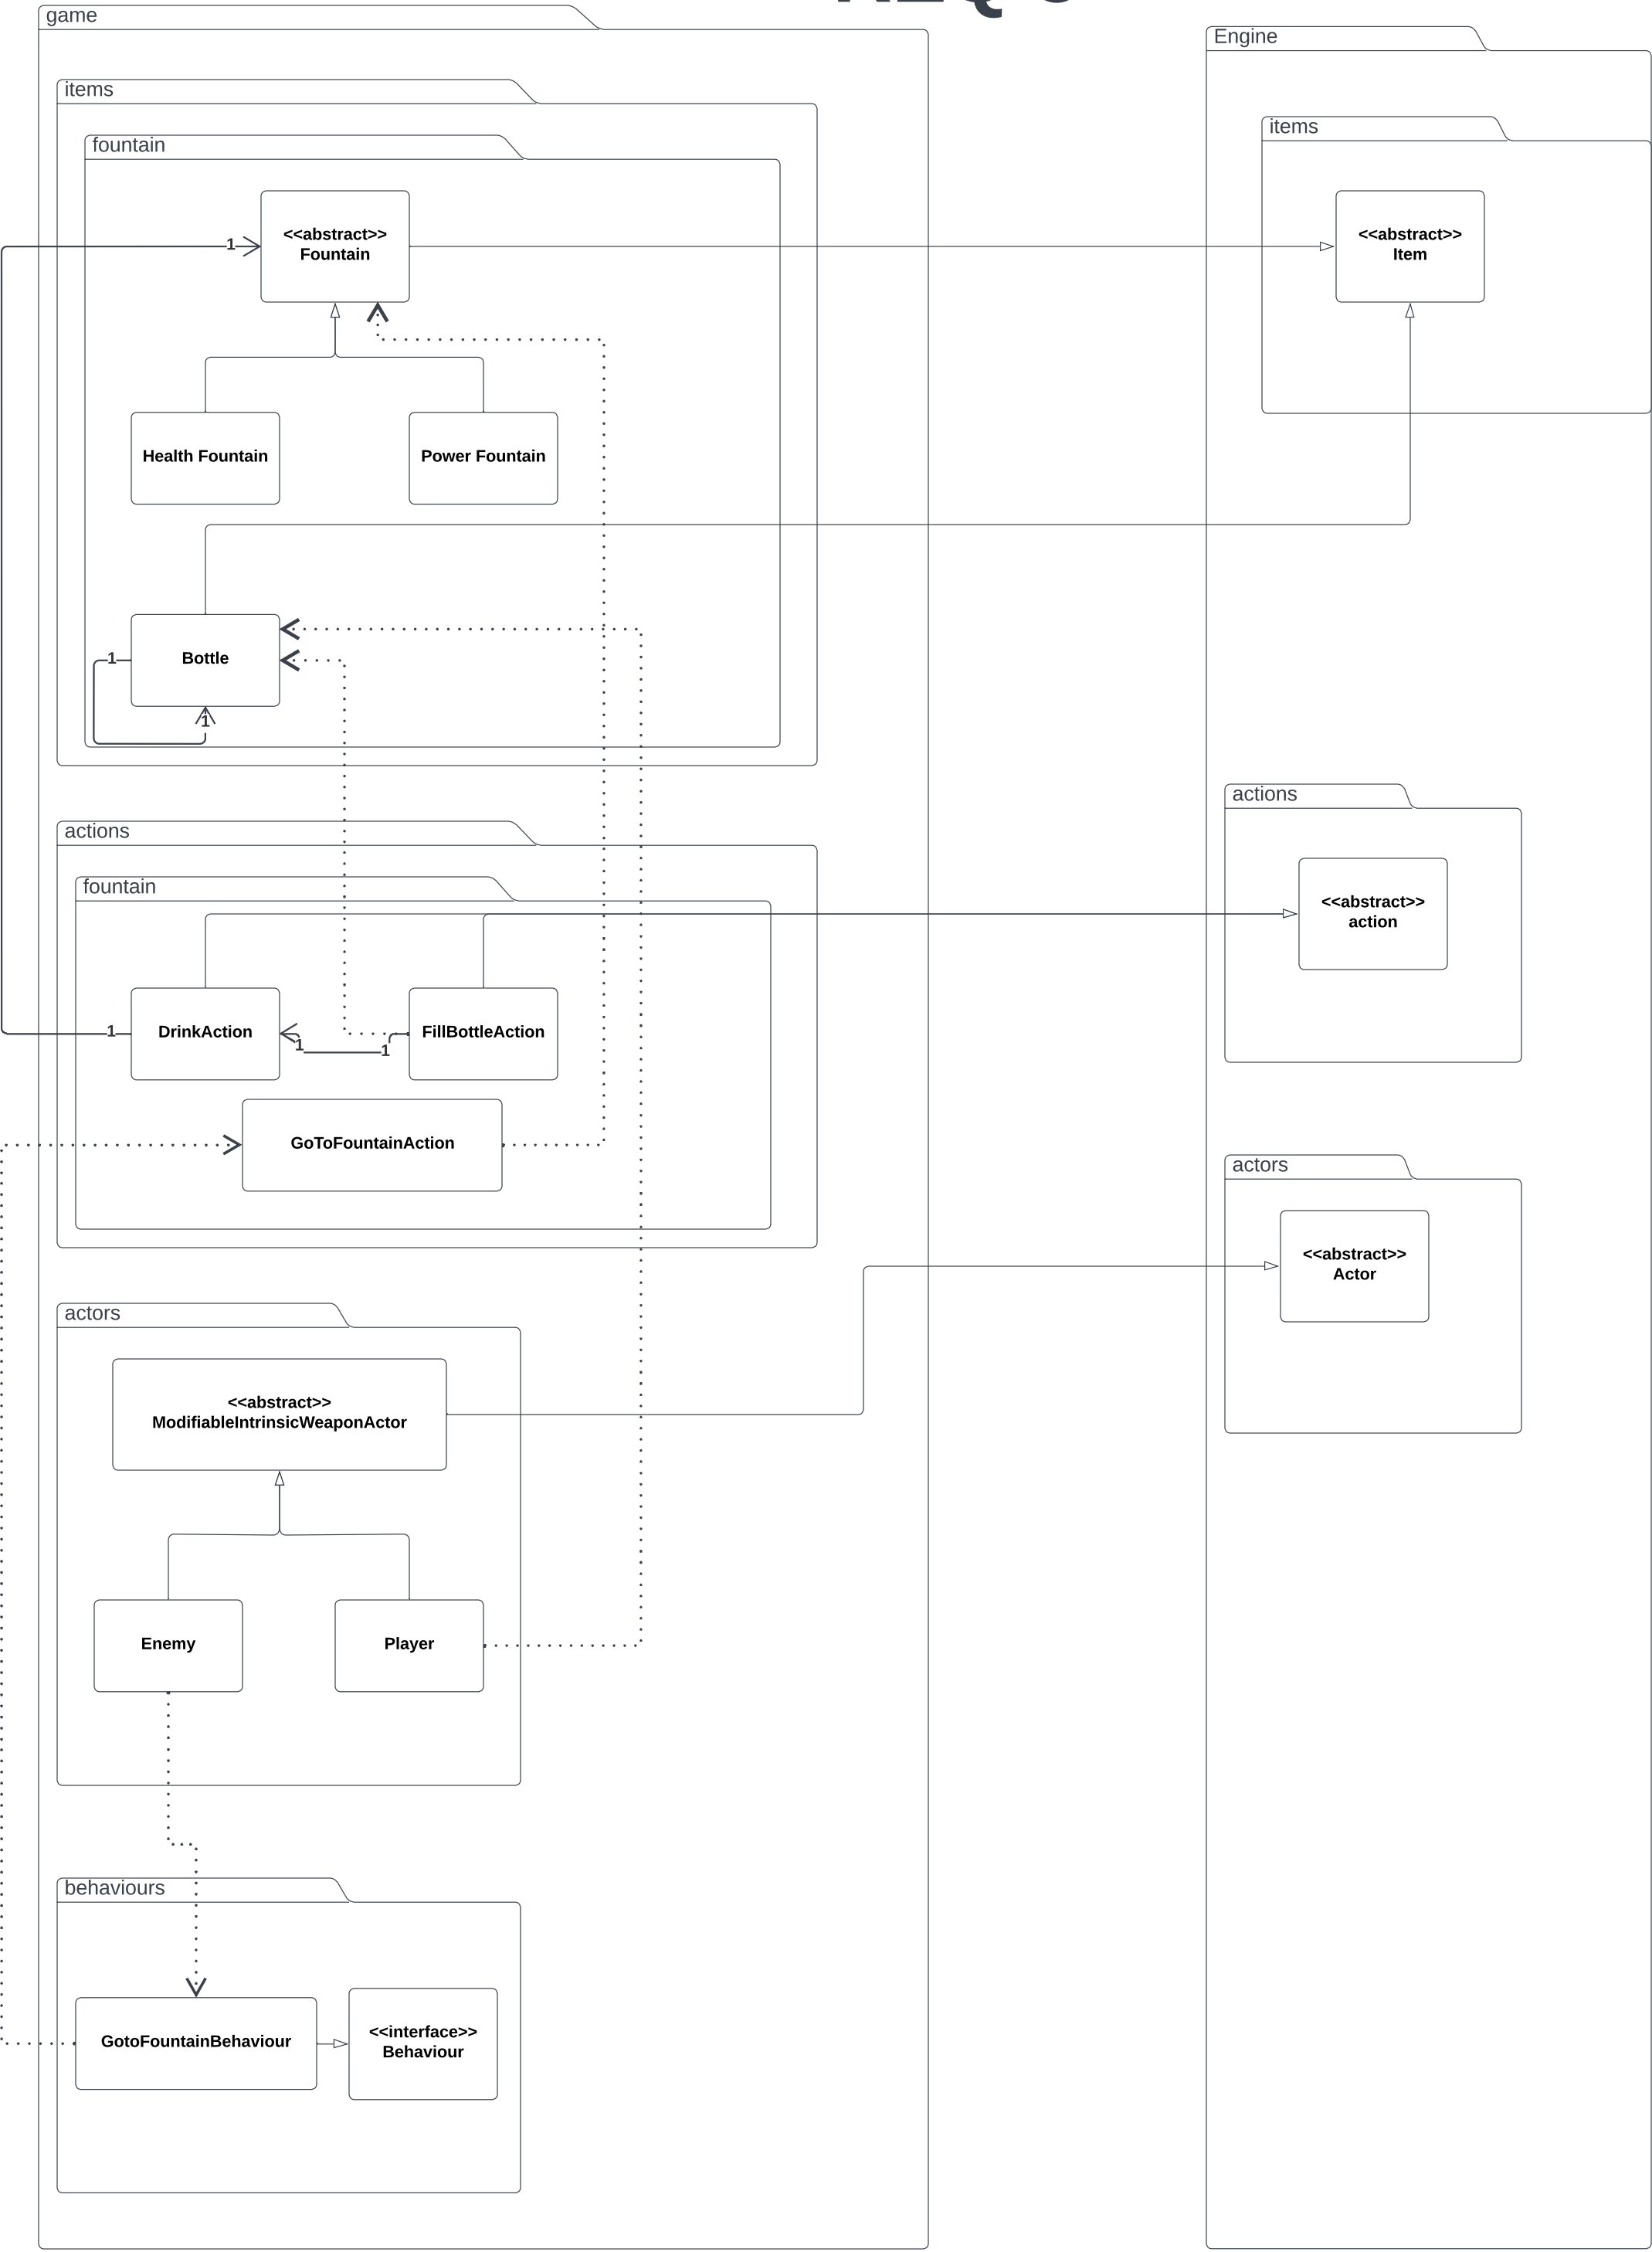 game
Engine
items
items
fountain
<<abstract>>
Fountain
<<abstract>>
Item
1
Health Fountain
Power Fountain
Bottle
1
1
actions
actions
fountain
<<abstract>>
action
DrinkAction
FillBottleAction
1
1
1
GoToFountainAction
actors
<<abstract>>
Actor
actors
<<abstract>>
ModifiableIntrinsicWeaponActor
Enemy
Player
behaviours
GotoFountainBehaviour
<<interface>>
Behaviour